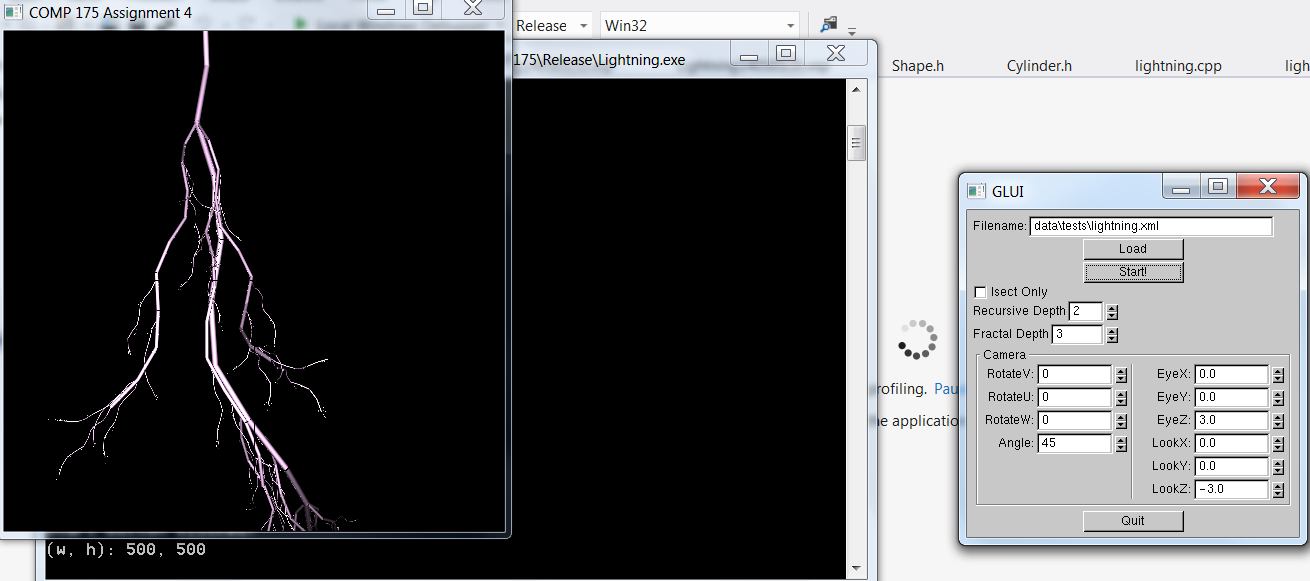 COMP 175 Assignment 4
Release
Win32
175\Release\Lightning.exe
Shape.h
Cylinder.h
lightning.cpp
ligh
GLUI
Filename: data\tests\lightning.xml
Load
Start!
Isect Only
Recursive Depth 2
Fractal Depth 3
Camera
RotateV: 0
EyeX: 0.0
RotateU: 0
EyeY: 0.0
RotateW: 0
EyeZ: 3.0
Angle: 45
LookX: 0.0
LookY: 0.0
LookZ: -3.0
Quit
rofiling. Pau
he applicatio
(w, h): 500, 500